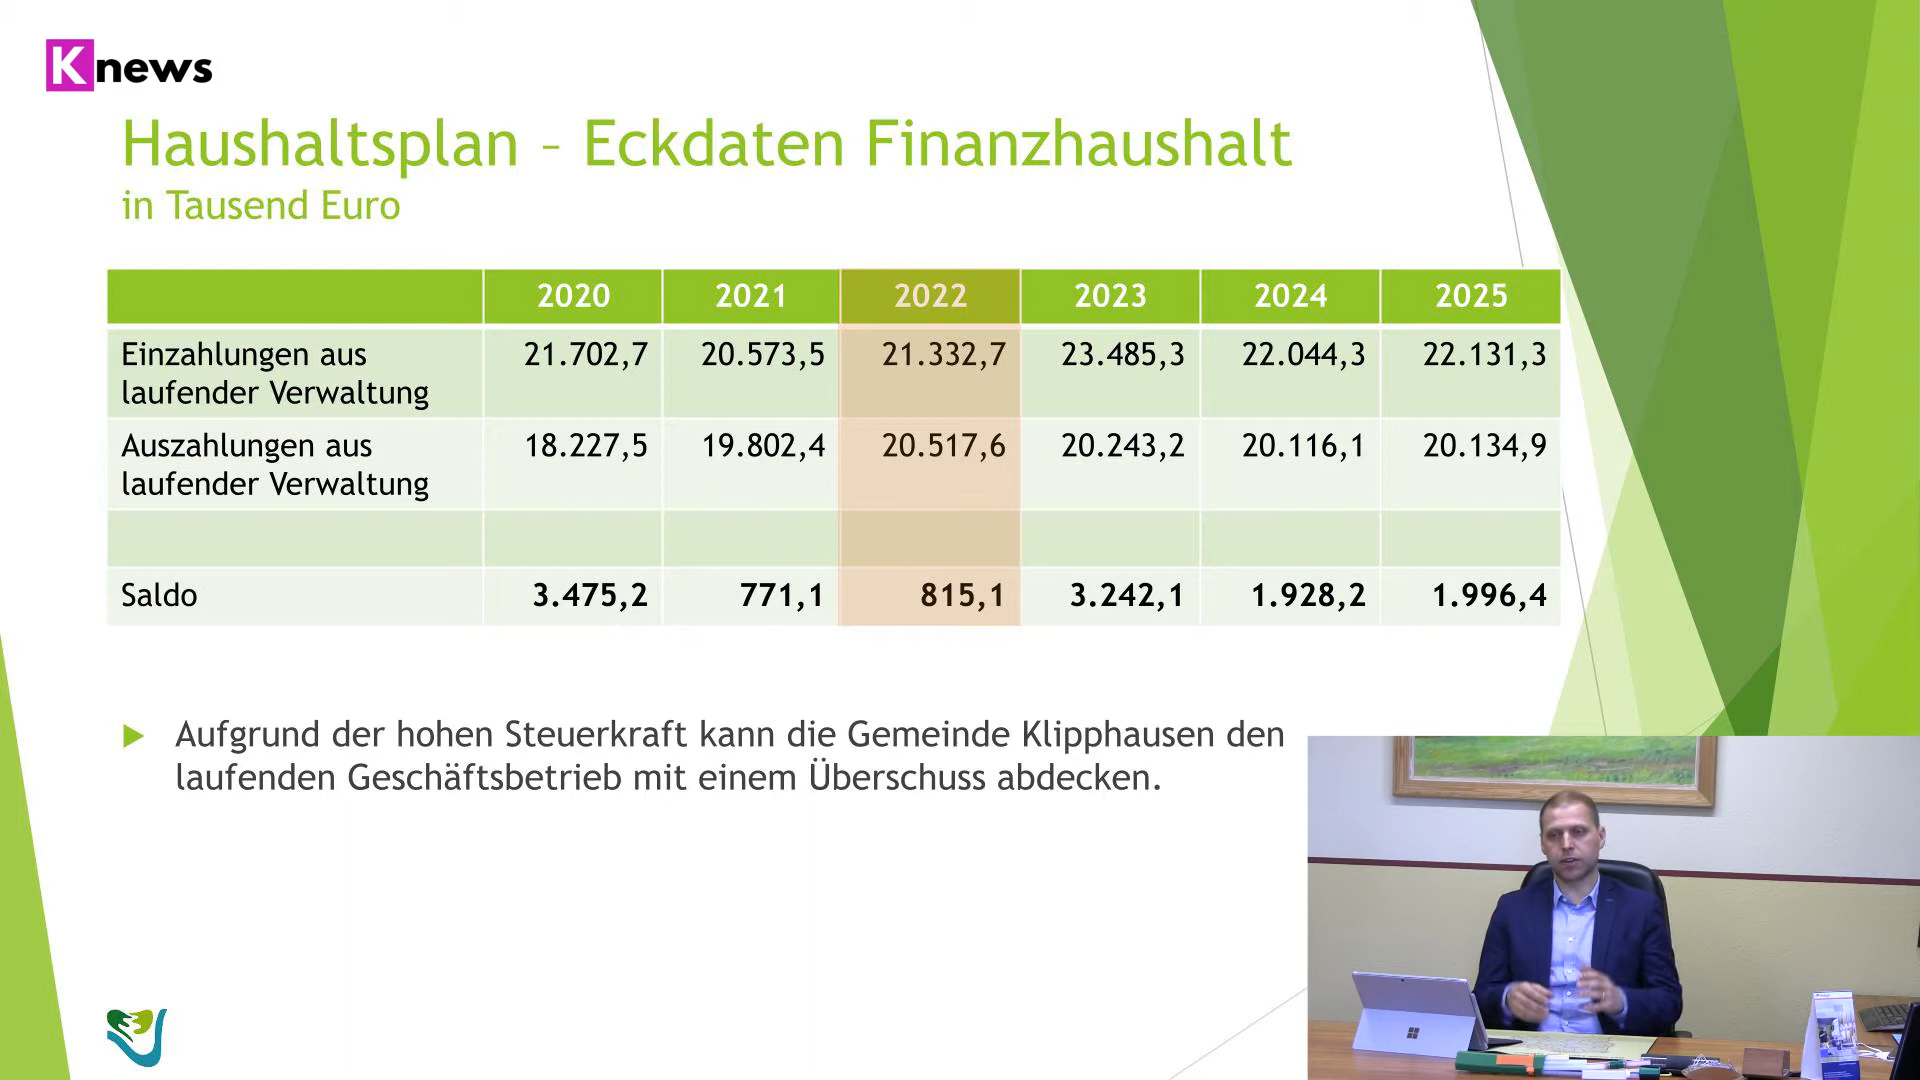 K news
Haushaltsplan – Eckdaten Finanzhaushalt
in Tausend Euro
2020 2021 2022 2023 2024 2025
Einzahlungen aus laufender Verwaltung 21.702,7 20.573,5 21.332,7 23.485,3 22.044,3 22.131,3
Auszahlungen aus laufender Verwaltung 18.227,5 19.802,4 20.517,6 20.243,2 20.116,1 20.134,9
Saldo 3.475,2 771,1 815,1 3.242,1 1.928,2 1.996,4
Aufgrund der hohen Steuerkraft kann die Gemeinde Klipphausen den
laufenden Geschäftsbetrieb mit einem Überschuss abdecken.